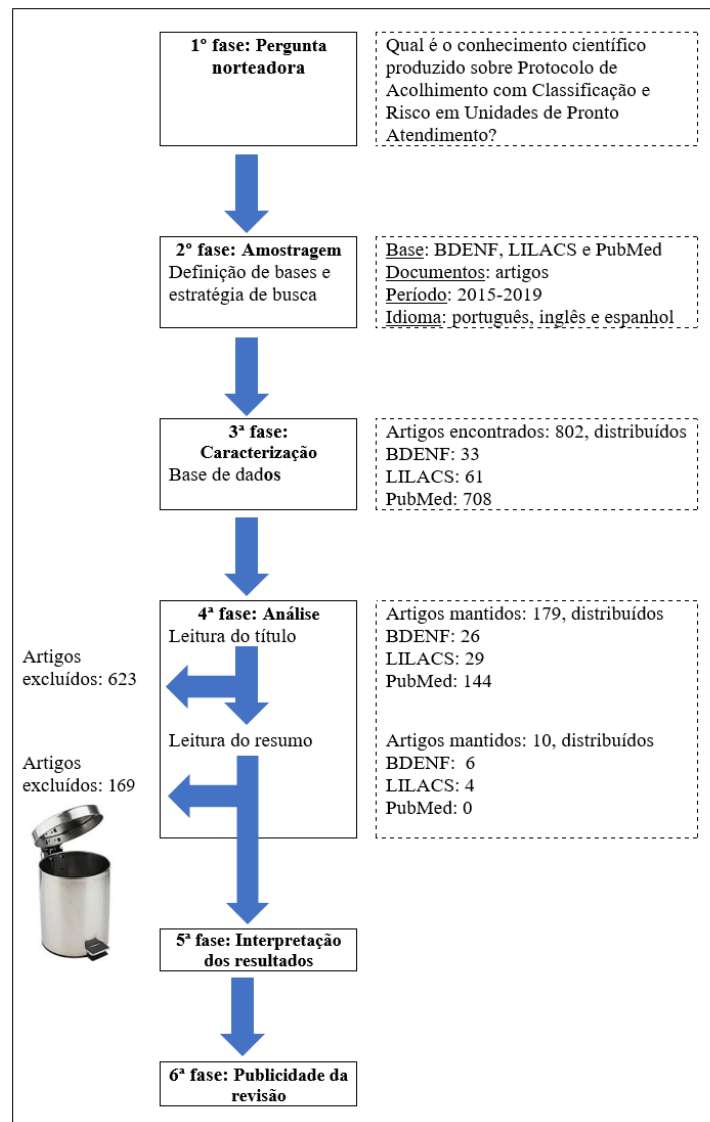 1º fase: Pergunta
norteadora
Qual é o conhecimento científico
produzido sobre Protocolo de
Acolhimento com Classificação e
Risco em Unidades de Pronto
Atendimento?
2º fase: Amostragem
Definição de bases e
estratégia de busca
Base: BDENF, LILACS e PubMed
Documentos: artigos
Período: 2015-2019
Idioma: português, inglês e espanhol
3ª fase:
Caracterização
Base de dados
Artigos encontrados: 802, distribuídos
BDENF: 33
LILACS: 61
PubMed: 708
4ª fase: Análise
Leitura do título
Artigos mantidos: 179, distribuídos
BDENF: 26
LILACS: 29
PubMed: 144
Artigos
excluídos: 623
Leitura do resumo
Artigos mantidos: 10, distribuídos
BDENF: 6
LILACS: 4
PubMed: 0
Artigos
excluídos: 169
5ª fase: Interpretação
dos resultados
6ª fase: Publicidade da
revisão